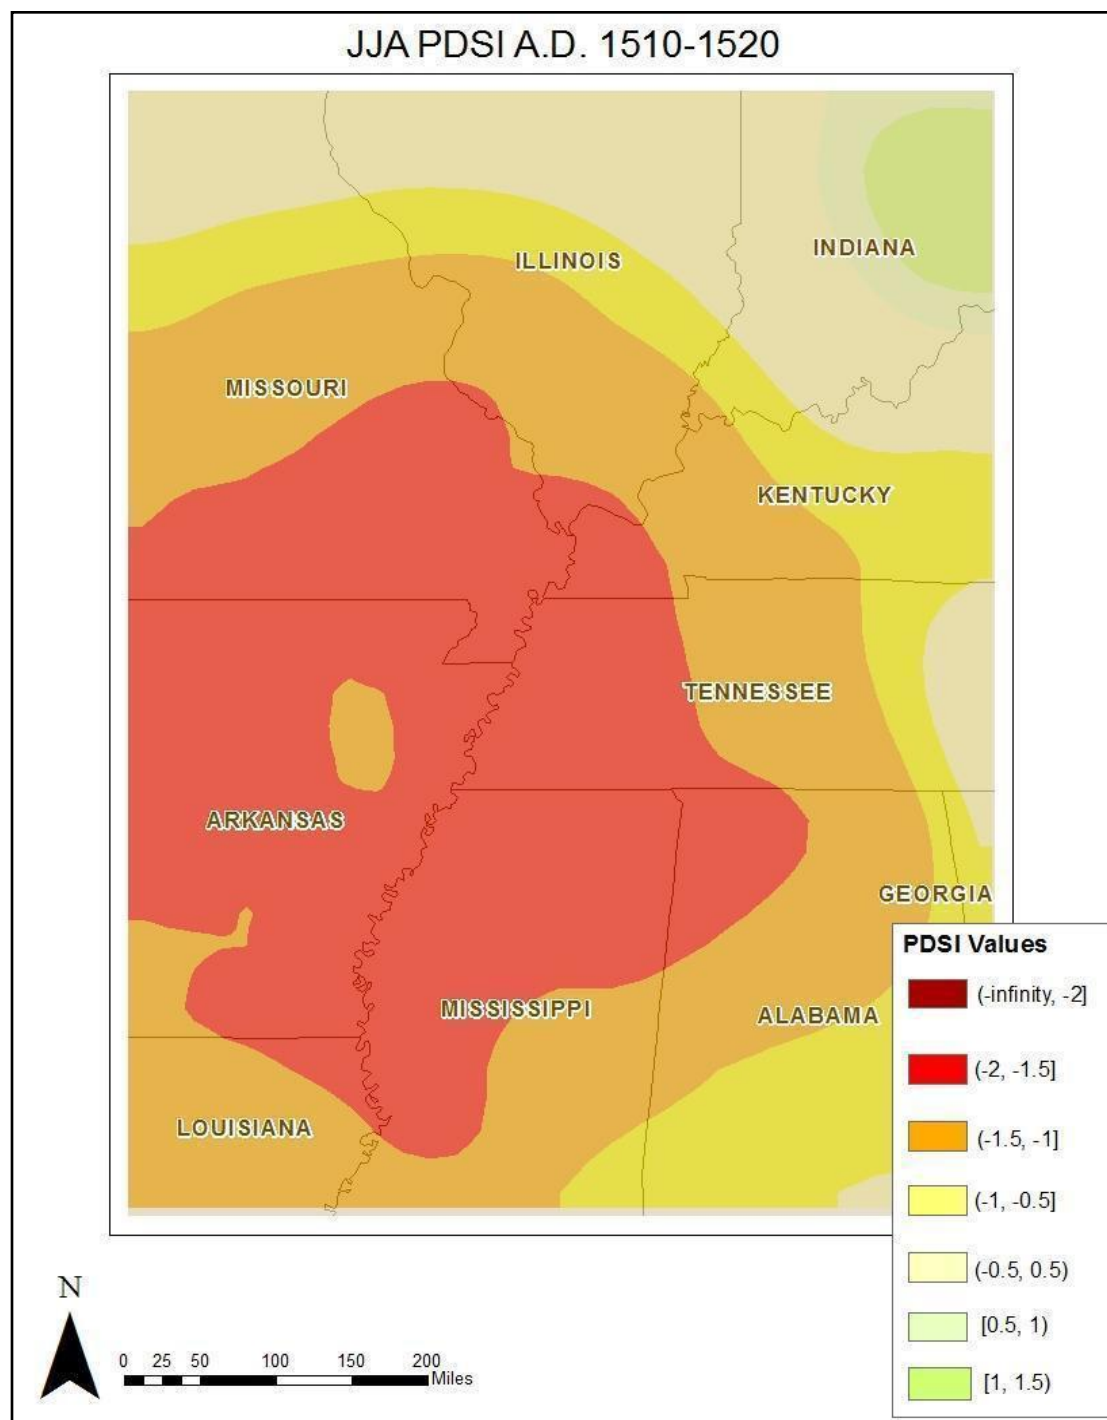 JJA PDSI A.D. 1510-1520
ILLINOIS
INDIANA
MISSOURI
KENTUCKY
TENNESSEE
ARKANSAS
GEORGIA
MISSISSIPPI
ALABAMA
LOUISIANA
PDSI Values
(-infinity, -2]
(-2, -1.5]
(-1.5, -1]
(-1, -0.5]
(-0.5, 0.5)
[0.5, 1)
[1, 1.5)
N
0 25 50 100 150 200
Miles